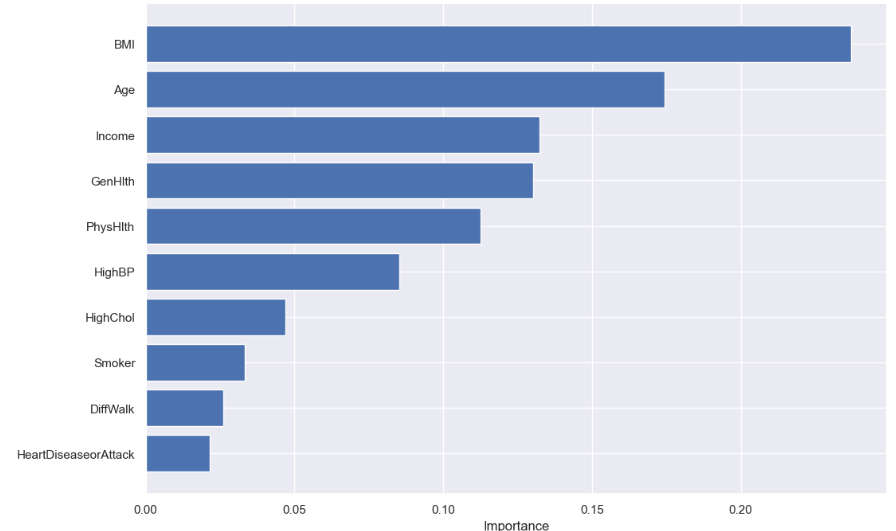 BMI
Age
Income
GenHlth
PhysHlth
HighBP
HighChol
Smoker
DiffWalk
HeartDiseaseorAttack
0.00 0.05 0.10 0.15 0.20
Importance